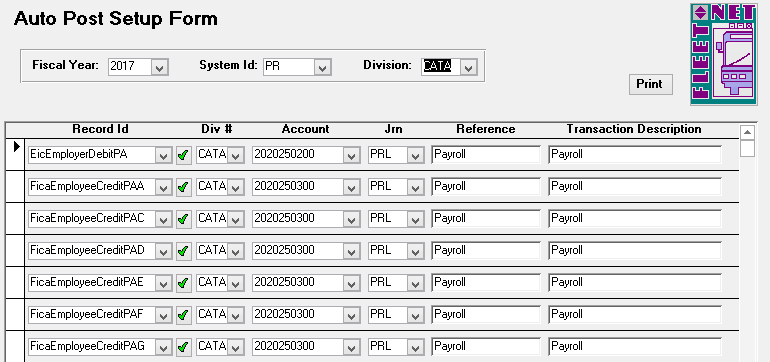 Auto Post Setup Form
FLEET NET
Fiscal Year: 2017 System Id: PR Division: CATA
Print
Record Id Div # Account Jrn Reference Transaction Description
EicEmployerDebitPA CATA 2020250200 PRL Payroll Payroll
FicaEmployeeCreditPAA CATA 2020250300 PRL Payroll Payroll
FicaEmployeeCreditPAC CATA 2020250300 PRL Payroll Payroll
FicaEmployeeCreditPAD CATA 2020250300 PRL Payroll Payroll
FicaEmployeeCreditPAE CATA 2020250300 PRL Payroll Payroll
FicaEmployeeCreditPAF CATA 2020250300 PRL Payroll Payroll
FicaEmployeeCreditPAG CATA 2020250300 PRL Payroll Payroll